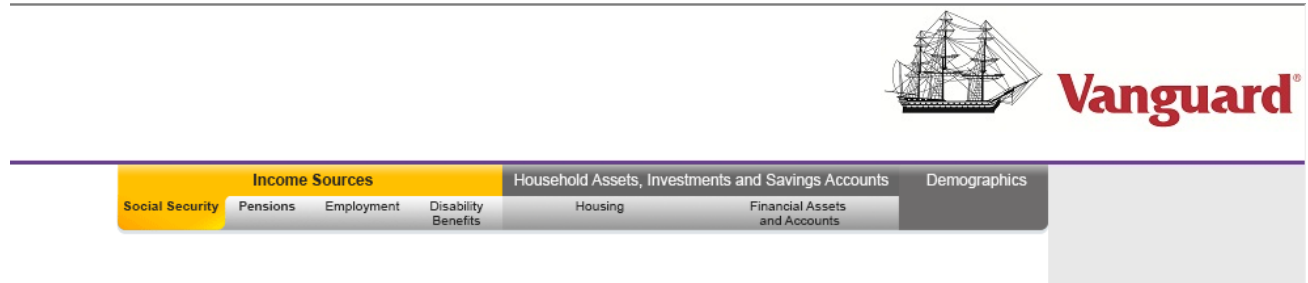 Vanguard®
Income Sources
Household Assets, Investments and Savings Accounts
Demographics
Social Security
Pensions
Employment
Disability
Benefits
Housing
Financial Assets
and Accounts